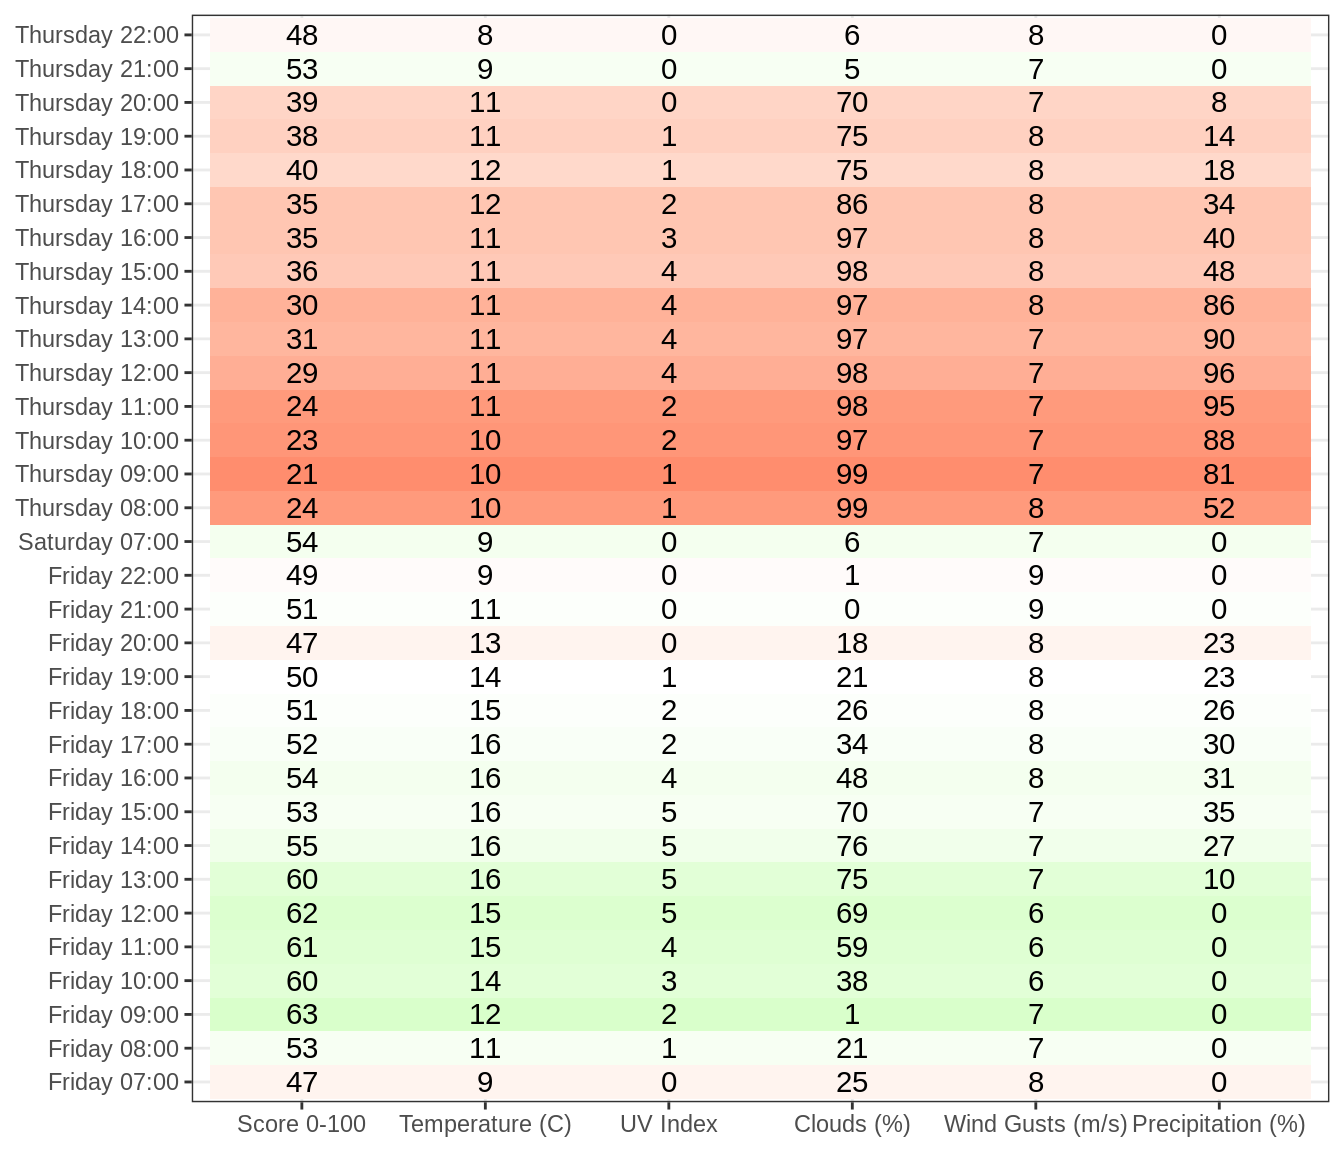 Thursday 22:00 48 8 0 6 8 0
Thursday 21:00 53 9 0 5 7 0
Thursday 20:00 39 11 0 70 7 8
Thursday 19:00 38 11 1 75 8 14
Thursday 18:00 40 12 1 75 8 18
Thursday 17:00 35 12 2 86 8 34
Thursday 16:00 35 11 3 97 8 40
Thursday 15:00 36 11 4 98 8 48
Thursday 14:00 30 11 4 97 8 86
Thursday 13:00 31 11 4 97 7 90
Thursday 12:00 29 11 4 98 7 96
Thursday 11:00 24 11 2 98 7 95
Thursday 10:00 23 10 2 97 7 88
Thursday 09:00 21 10 1 99 7 81
Thursday 08:00 24 10 1 99 8 52
Saturday 07:00 54 9 0 6 7 0
Friday 22:00 49 9 0 1 9 0
Friday 21:00 51 11 0 0 9 0
Friday 20:00 47 13 0 18 8 23
Friday 19:00 50 14 1 21 8 23
Friday 18:00 51 15 2 26 8 26
Friday 17:00 52 16 2 34 8 30
Friday 16:00 54 16 4 48 8 31
Friday 15:00 53 16 5 70 7 35
Friday 14:00 55 16 5 76 7 27
Friday 13:00 60 16 5 75 7 10
Friday 12:00 62 15 5 69 6 0
Friday 11:00 61 15 4 59 6 0
Friday 10:00 60 14 3 38 6 0
Friday 09:00 63 12 2 1 7 0
Friday 08:00 53 11 1 21 7 0
Friday 07:00 47 9 0 25 8 0
Score 0-100 Temperature (C) UV Index Clouds (%) Wind Gusts (m/s) Precipitation (%)